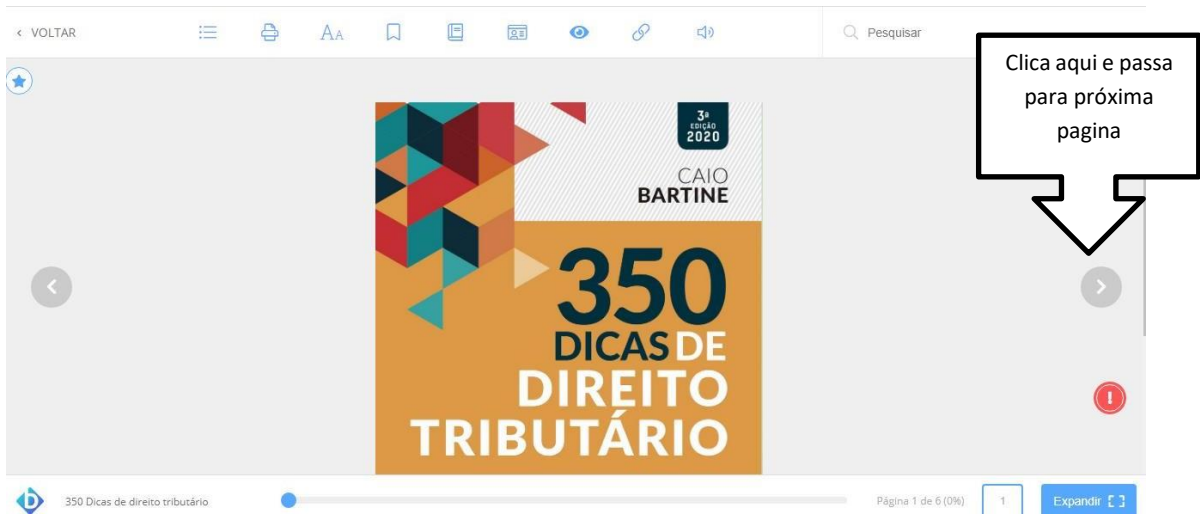 ‹ VOLTAR
AA
Pesquisar
Clica aqui e passa
para próxima
pagina
3ª
EDIÇÃO
2020
CAIO
BARTINE
350
DICAS DE
DIREITO
TRIBUTÁRIO
350 Dicas de direito tributário
Página 1 de 6 (0%)
1
Expandir